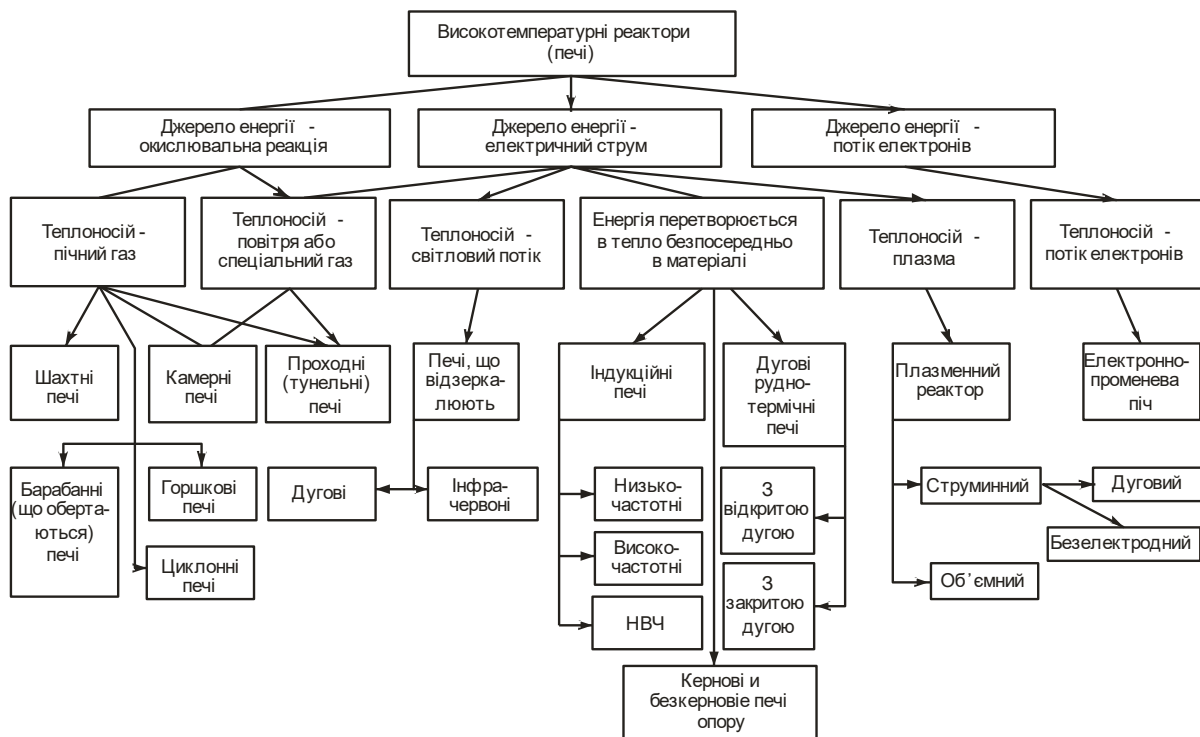 Високотемпературні реактори
(печі)
Джерело енергії -
окислювальна реакція
Джерело енергії -
електричний струм
Джерело енергії -
потік електронів
Теплоносій -
пічний газ
Теплоносій -
повітря або
спеціальний газ
Теплоносій -
світловий потік
Енергія перетворюється
в тепло безпосередньо
в матеріалі
Теплоносій -
плазма
Теплоносій -
потік електронів
Шахтні
печі
Камерні
печі
Проходні
(тунельні)
печі
Печі, що
відзерка-
люють
Індукційні
печі
Дугові
рудно-
термічні
печі
Плазменний
реактор
Електронно-
променева
піч
Барабанні
(що оберта-
ються)
печі
Горшкові
печі
Циклонні
печі
Дугові
Інфра-
червоні
Низько-
частотні
Високо-
частотні
НВЧ
З
відкритою
дугою
З
закритою
дугою
Струминний
Дуговий
Безелектродний
Об’ємний
Кернові и
безкерновіе печі
опору